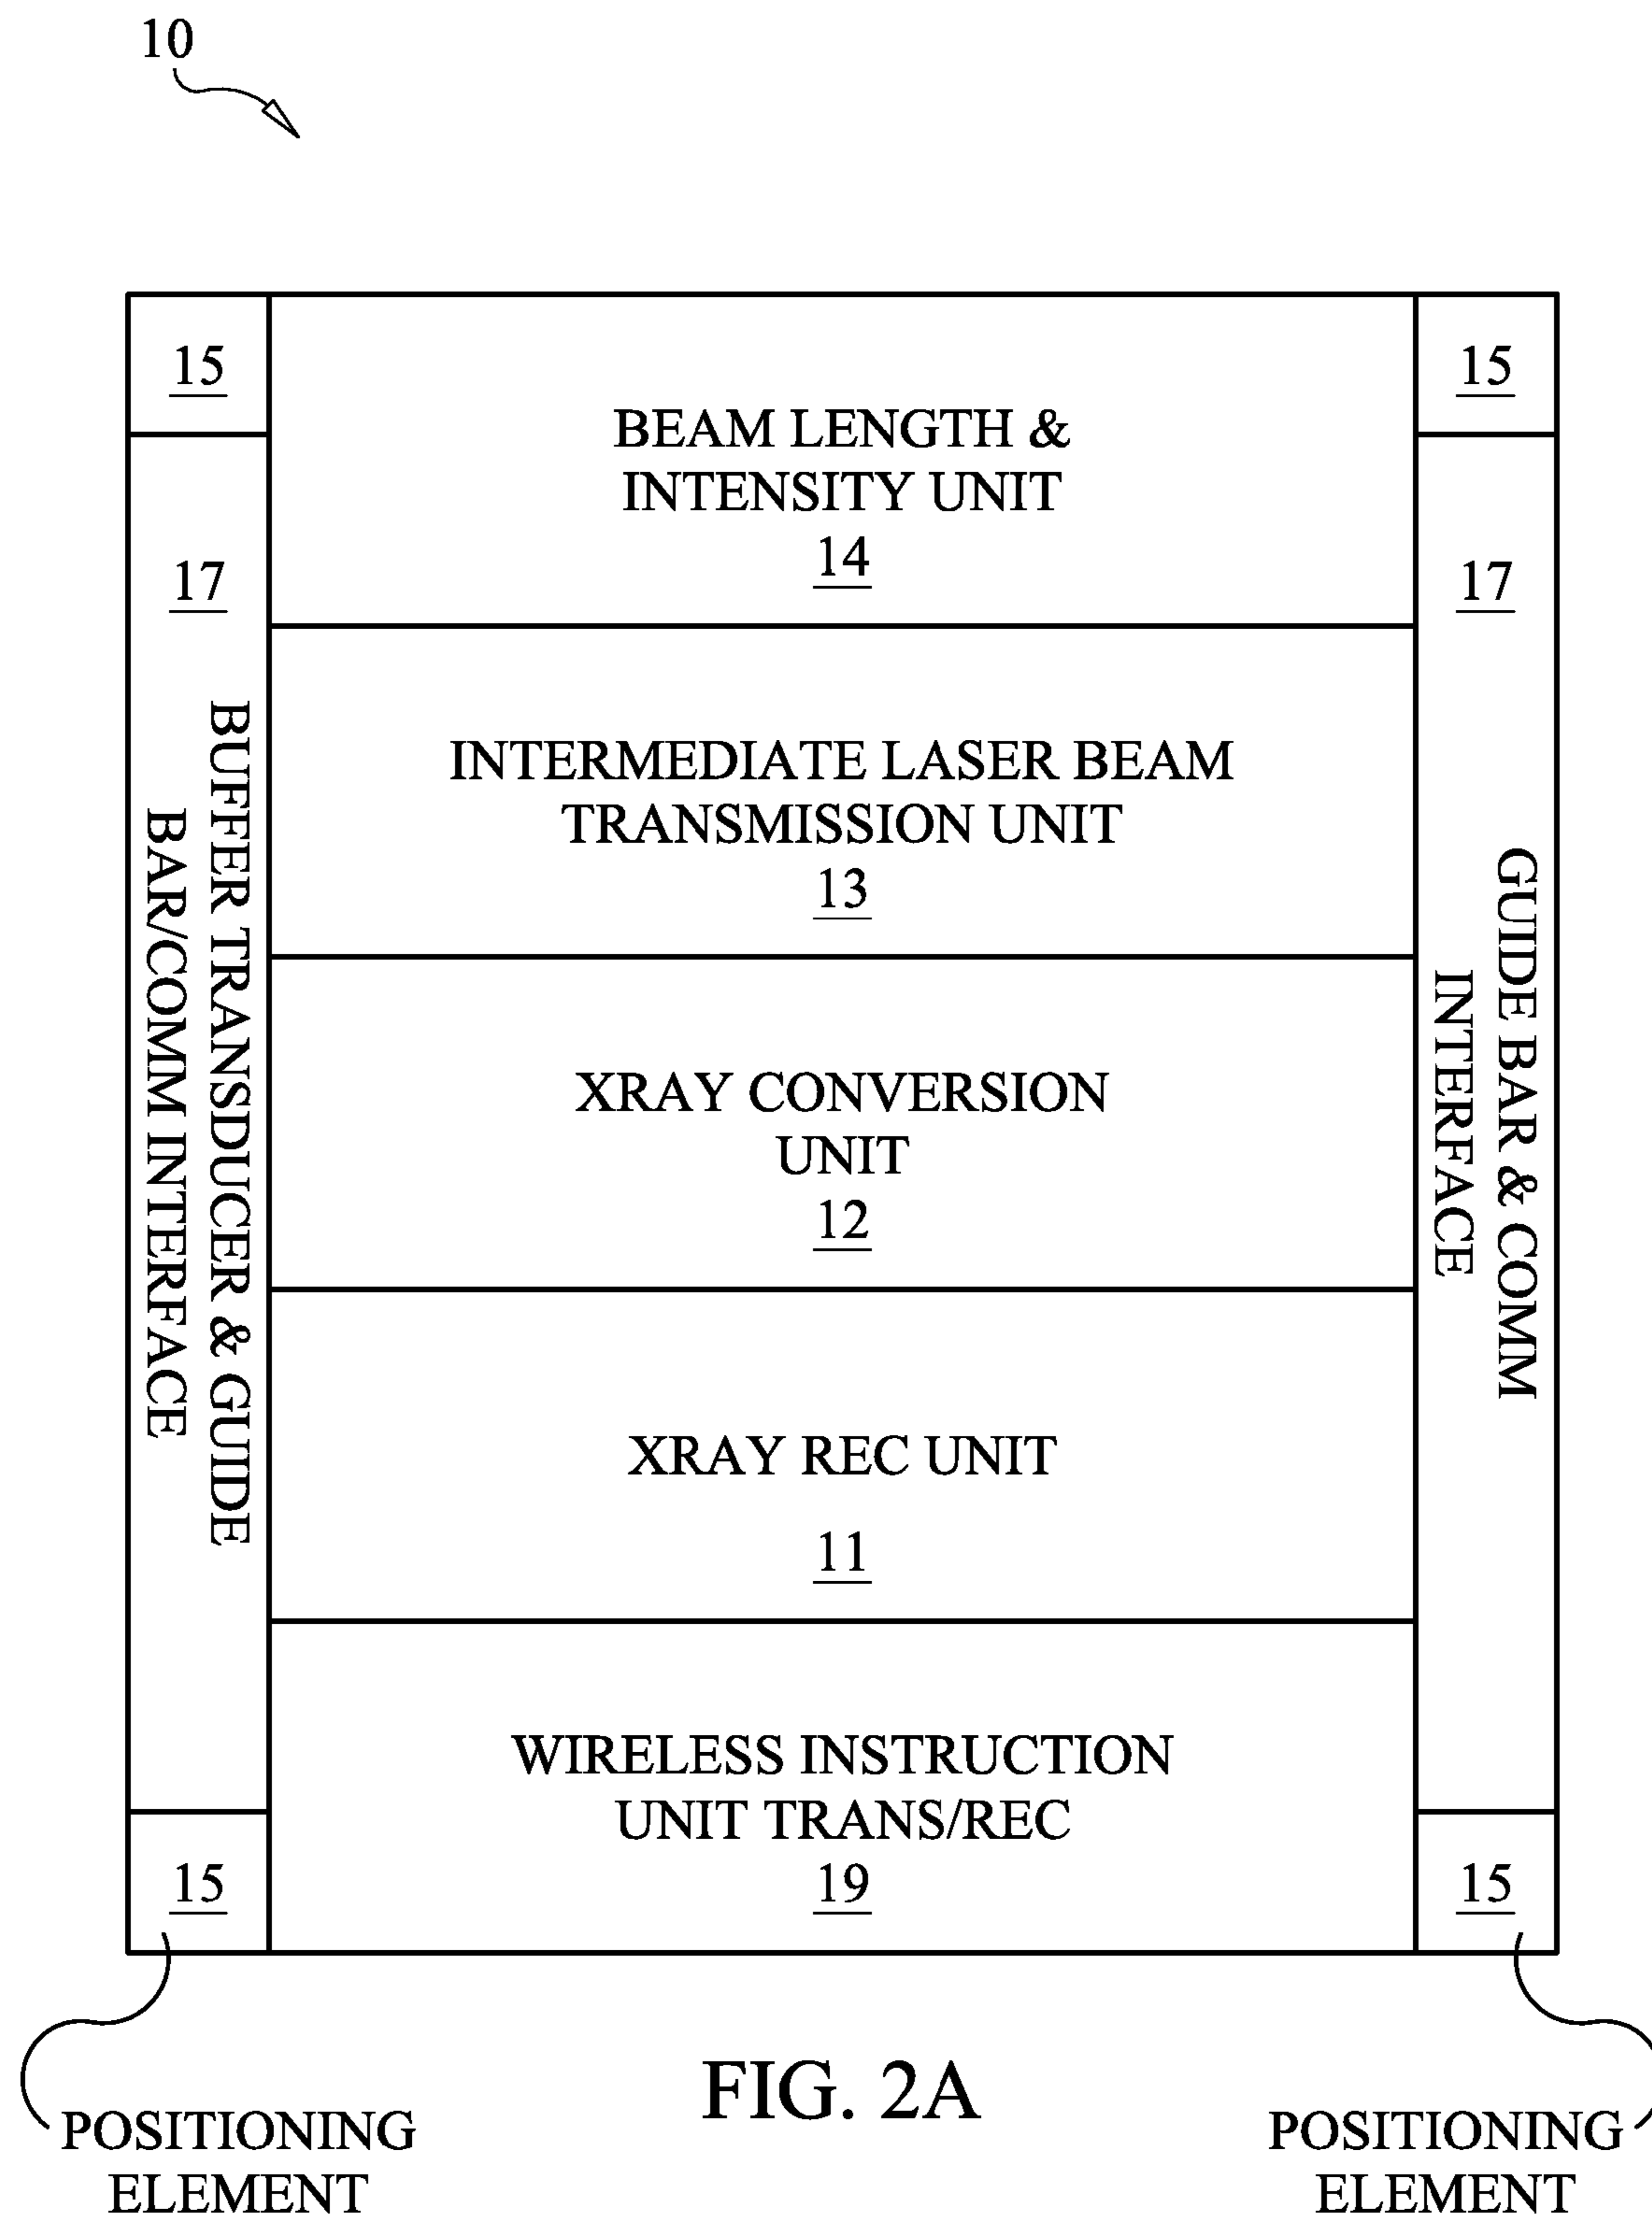 10
15
15
BEAM LENGTH &
INTENSITY UNIT
14
17
17
BUFFER TRANSDUCER & GUIDE
BAR/COMM INTERFACE
INTERMEDIATE LASER BEAM
TRANSMISSION UNIT
13
GUIDE BAR & COMM
INTERFACE
XRAY CONVERSION
UNIT
12
XRAY REC UNIT
11
WIRELESS INSTRUCTION
UNIT TRANS/REC
19
15
15
FIG. 2A
POSITIONING
ELEMENT
POSITIONING
ELEMENT